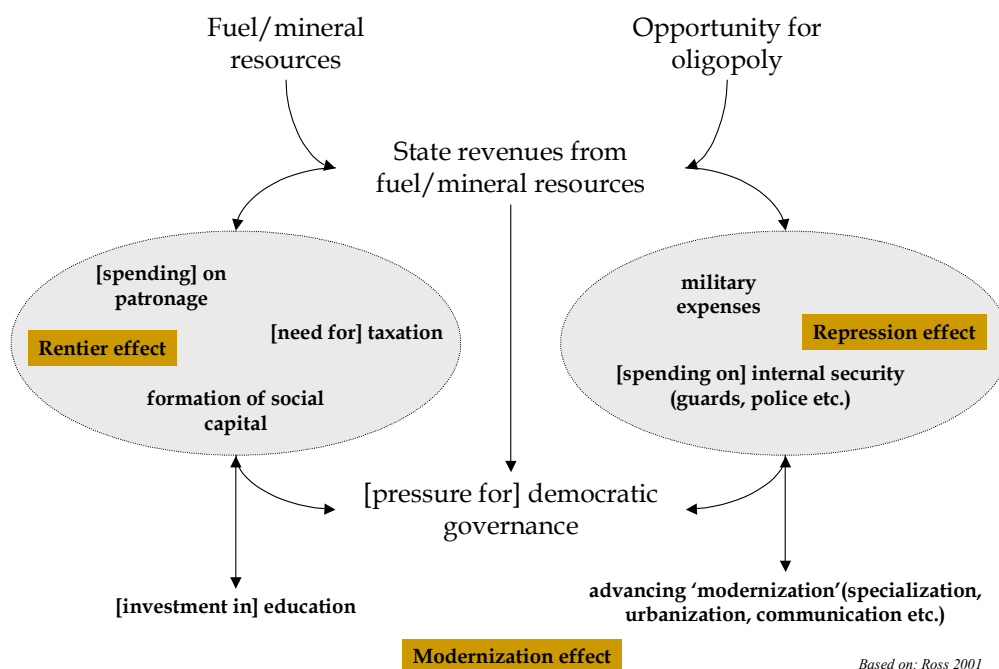 Fuel/mineral
resources
Opportunity for
oligopoly
State revenues from
fuel/mineral resources
[spending] on
patronage
[need for] taxation
Rentier effect
formation of social
capital
military
expenses
Repression effect
[spending on] internal security
(guards, police etc.)
[pressure for] democratic
governance
[investment in] education
advancing ‘modernization’(specialization,
urbanization, communication etc.)
Modernization effect
Based on: Ross 2001